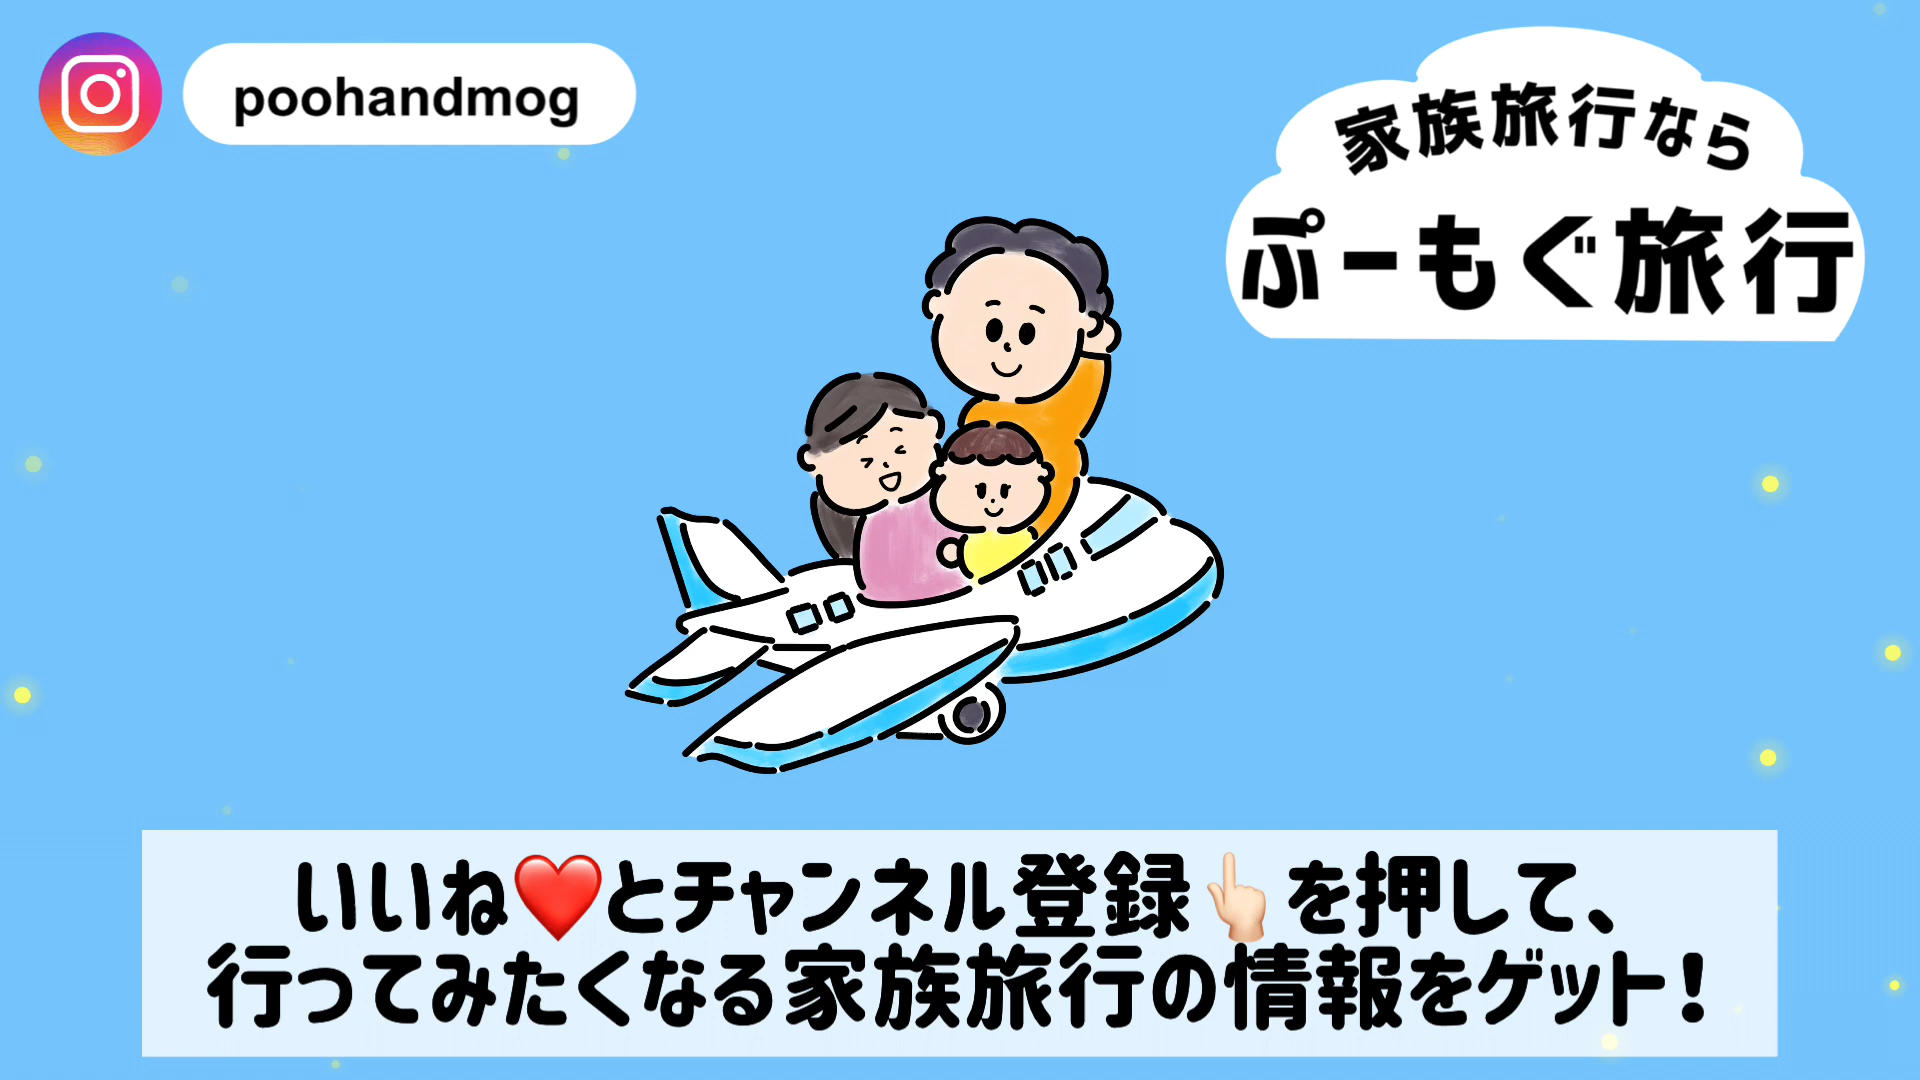 poohandmog
家族旅行なら
ぷーもぐ旅行
いいね❤️とチャンネル登録👆🏻を押して、
行ってみたくなる家族旅行の情報をゲット！